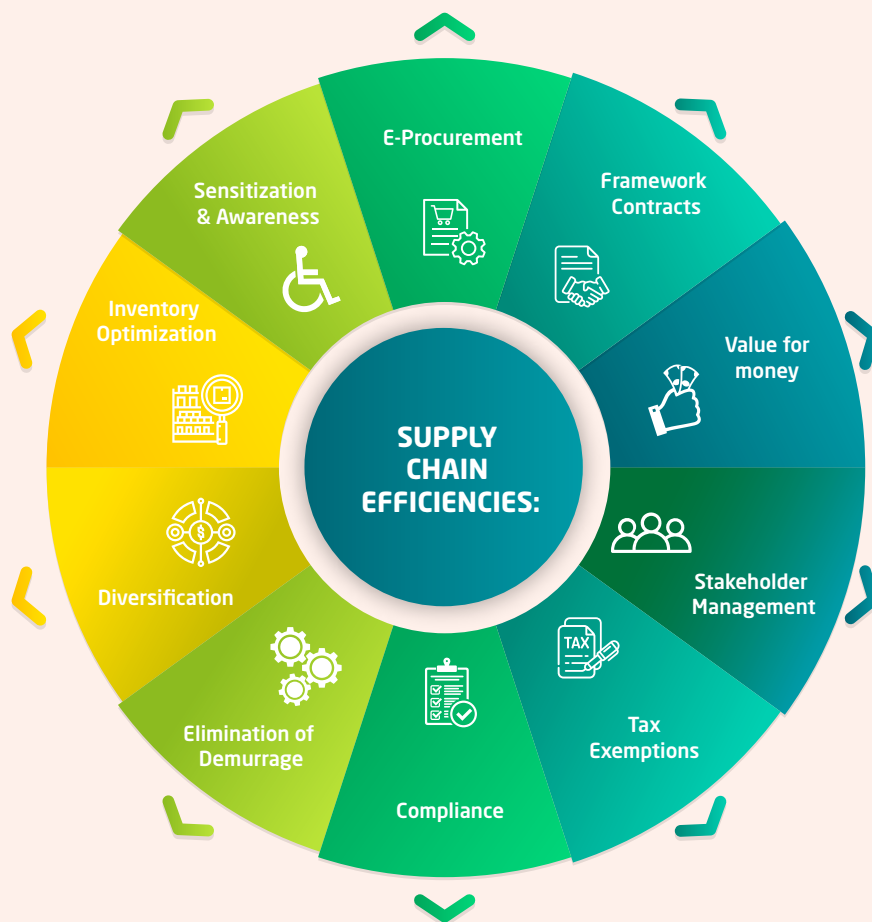 E-Procurement
Framework
Contracts
Value for
money
Stakeholder
Management
Tax
Exemptions
TAX
Compliance
Elimination of
Demurrage
Diversification
$
Inventory
Optimization
Sensitization
& Awareness
SUPPLY
CHAIN
EFFICIENCIES: